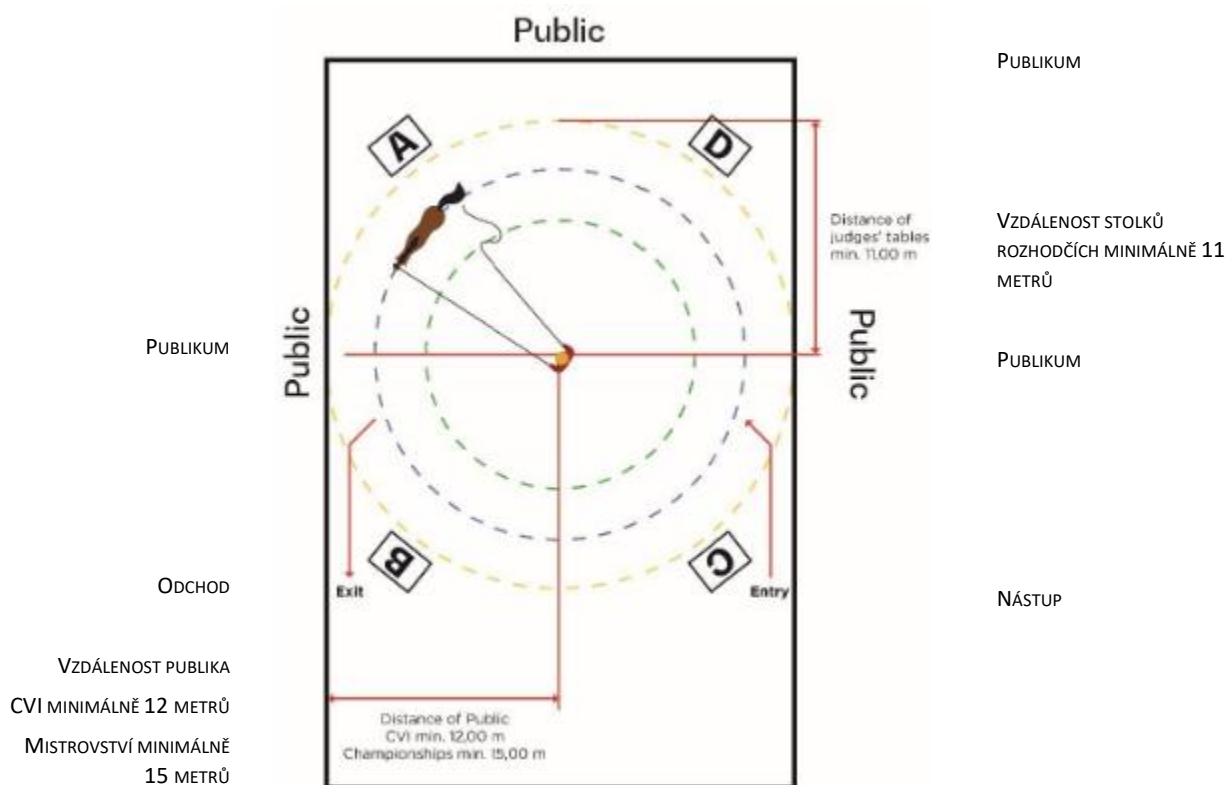 Public
PUBLIKUM
A
D
Distance of
judges' tables
min. 11,00 m
VZDÁLENOST STOLKŮ
ROZHODČÍCH MINIMÁLNĚ 11
METRŮ
PUBLIKUM
Public
Public
PUBLIKUM
B
C
ODCHOD
Exit
Entry
NÁSTUP
VZDÁLENOST PUBLIKA
CVI MINIMÁLNĚ 12 METRŮ
MISTROVSTVÍ MINIMÁLNĚ
15 METRŮ
Distance of Public
CVI min. 12,00 m
Championships min. 15,00 m